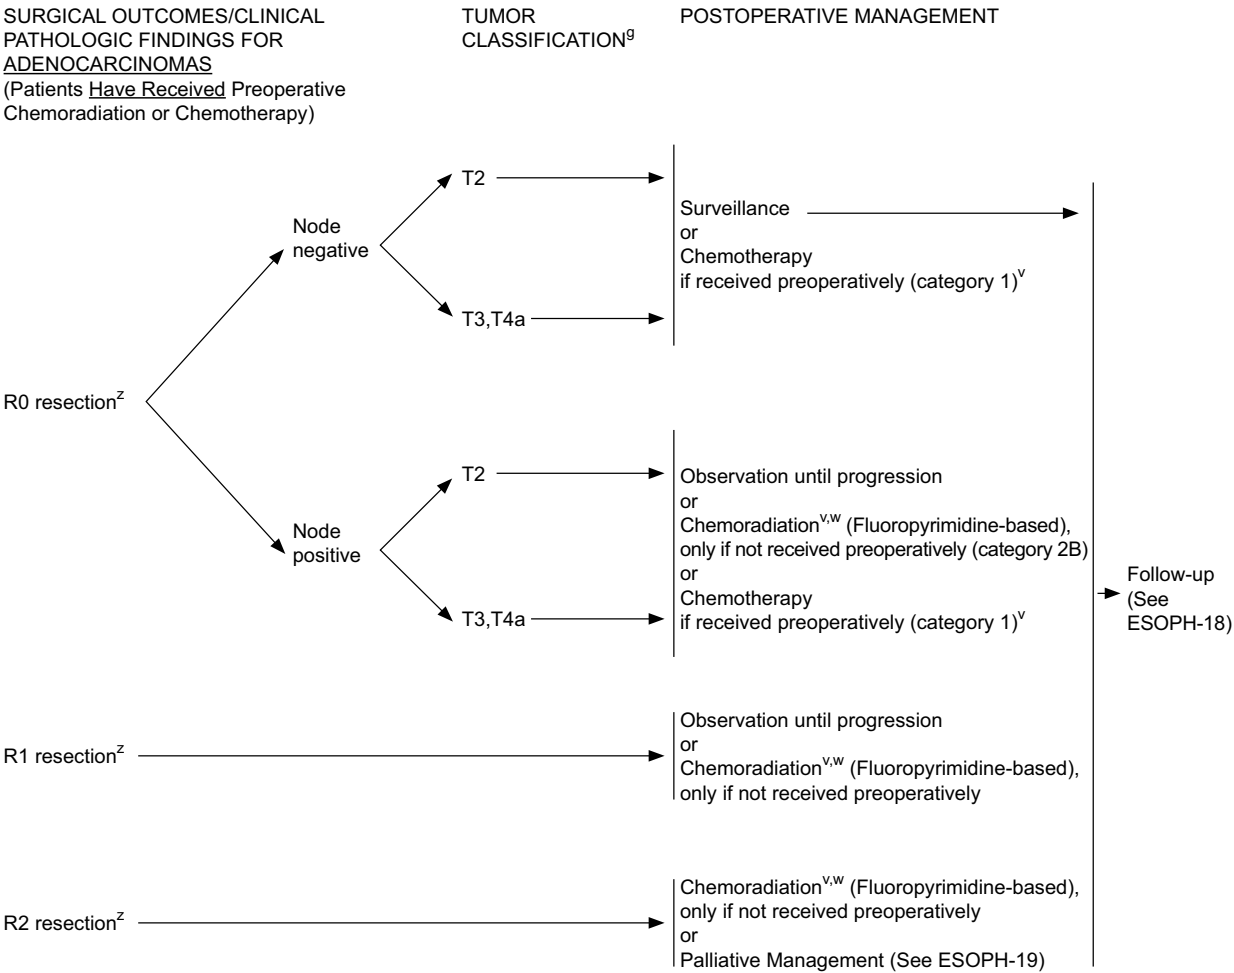 SURGICAL OUTCOMES/CLINICAL
PATHOLOGIC FINDINGS FOR
ADENOCARCINOMAS
(Patients Have Received Preoperative
Chemoradiation or Chemotherapy)
TUMOR
CLASSIFICATIONg
POSTOPERATIVE MANAGEMENT
R0 resectionz
Node
negative
T2
T3,T4a
Surveillance
or
Chemotherapy
if received preoperatively (category 1)v
Node
positive
T2
T3,T4a
Observation until progression
or
Chemoradiationv,w (Fluoropyrimidine-based),
only if not received preoperatively (category 2B)
or
Chemotherapy
if received preoperatively (category 1)v
R1 resectionz
Observation until progression
or
Chemoradiationv,w (Fluoropyrimidine-based),
only if not received preoperatively
R2 resectionz
Chemoradiationv,w (Fluoropyrimidine-based),
only if not received preoperatively
or
Palliative Management (See ESOPH-19)
Follow-up
(See
ESOPH-18)